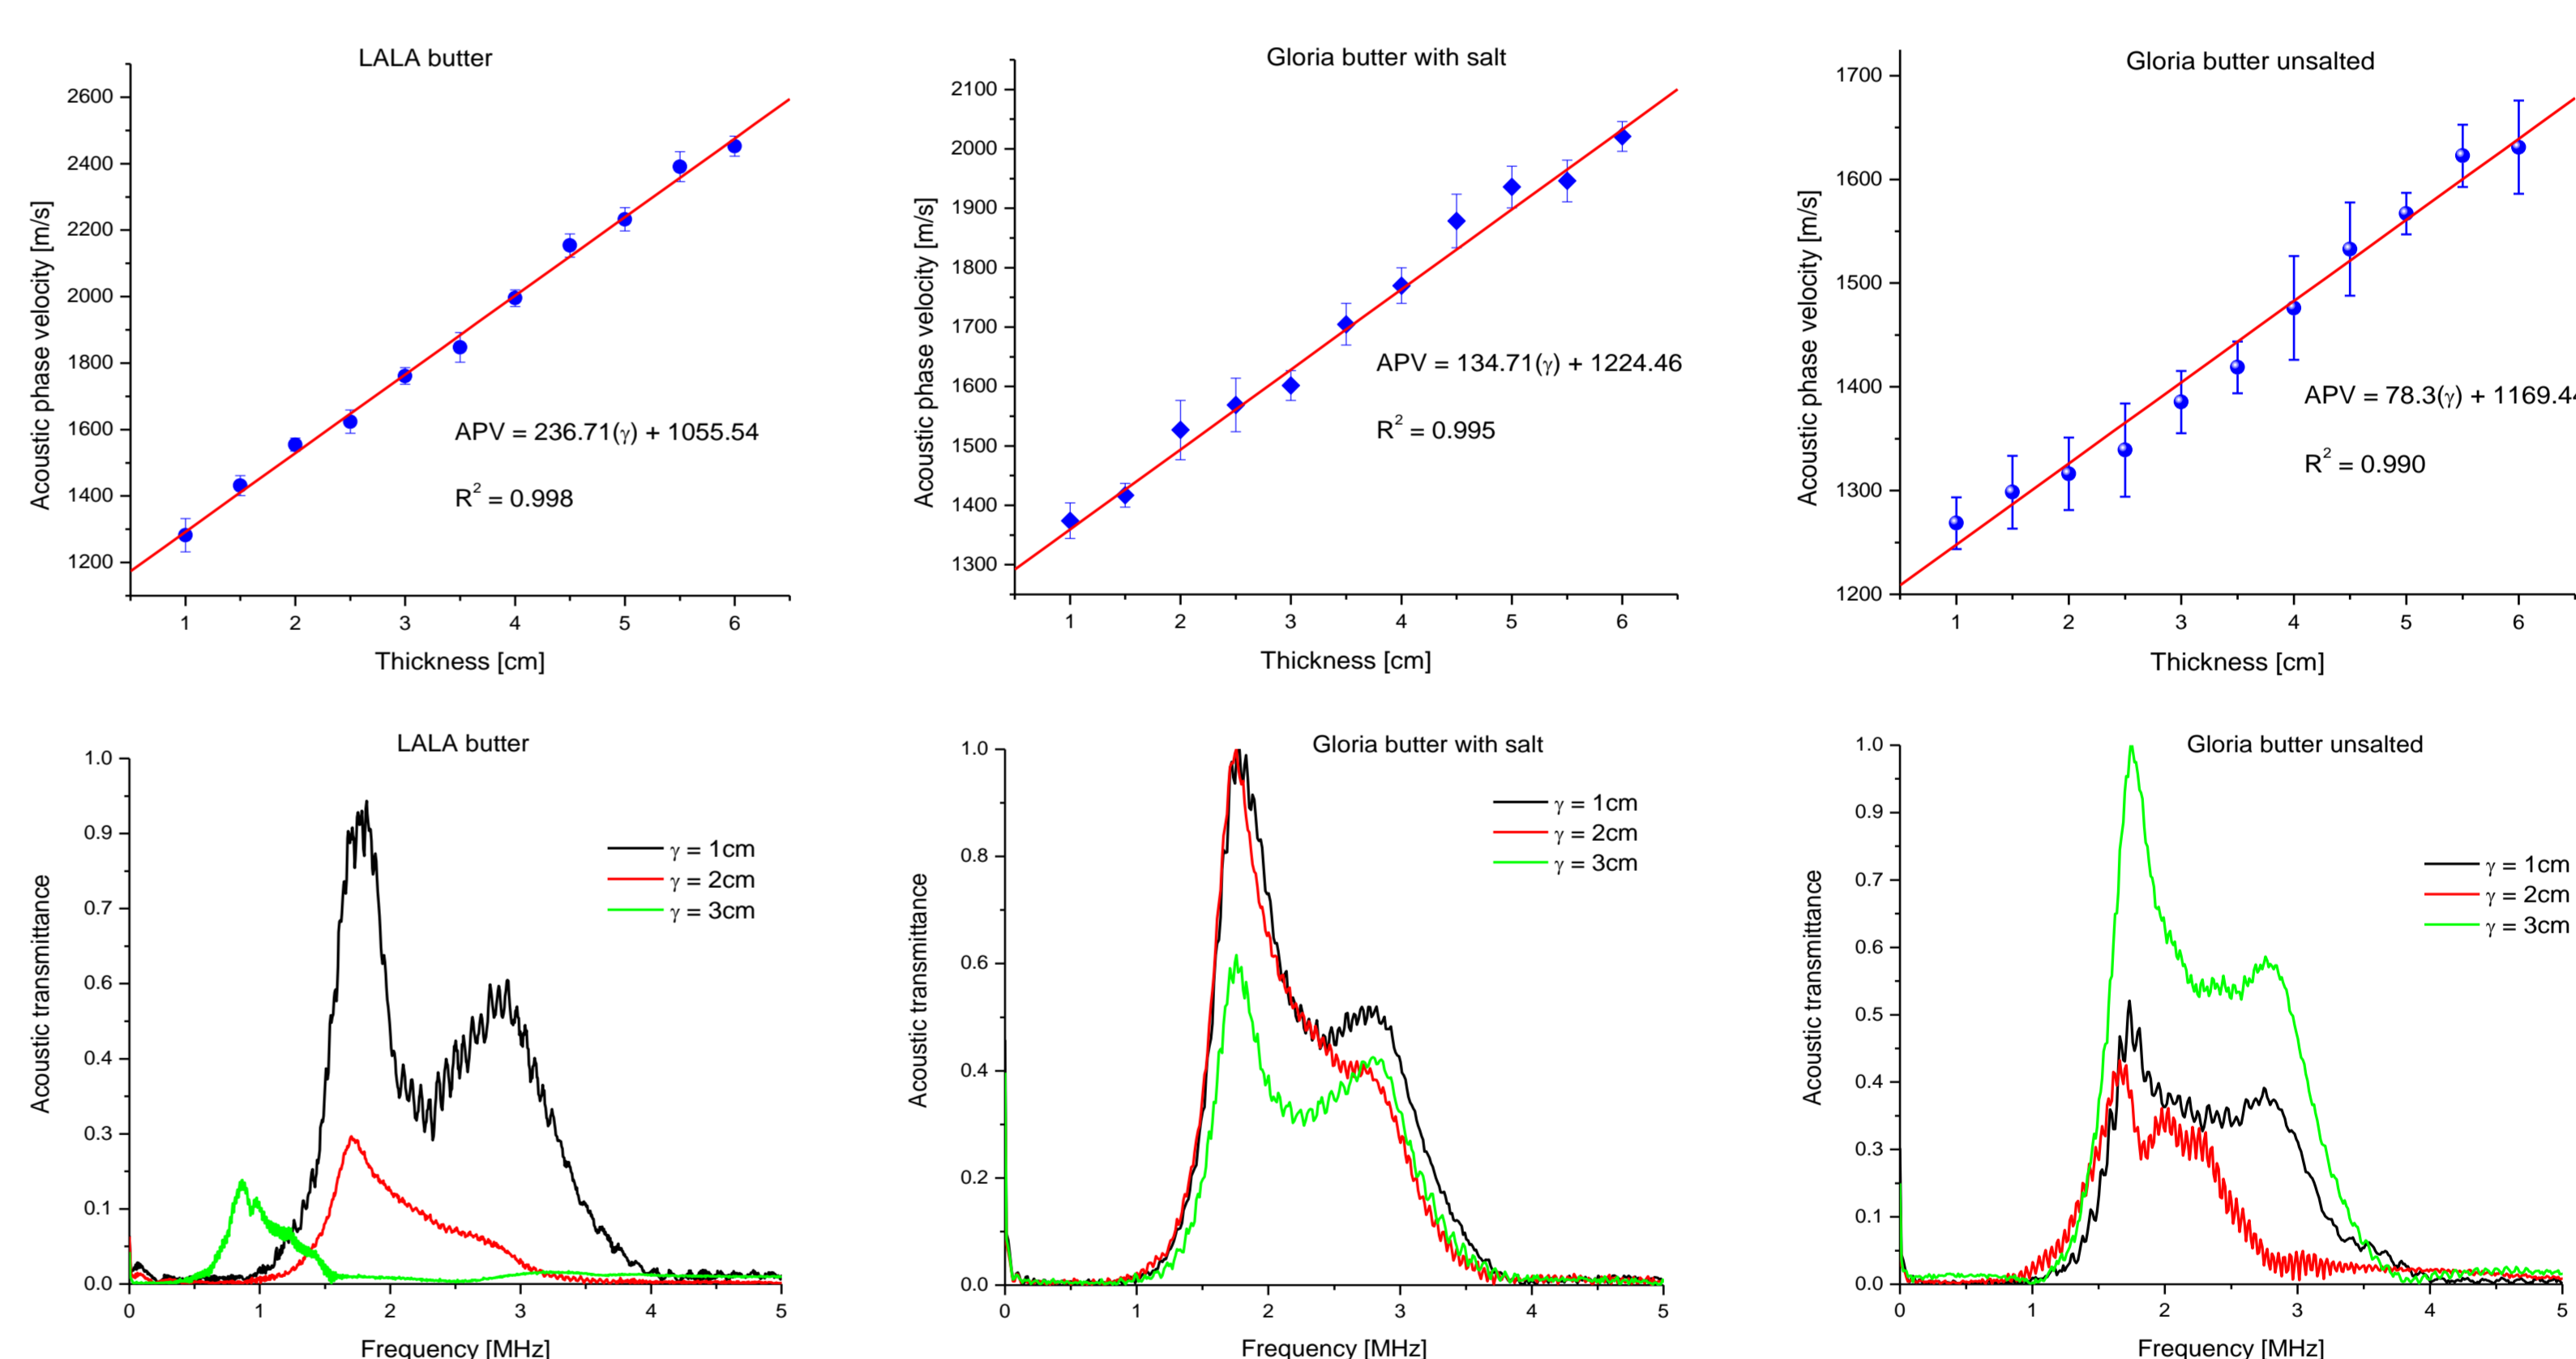 LALA butter
2600
2400
2200
2000
1800
1600
1400
1200
Acoustic phase velocity [m/s]
APV = 236.71(γ) + 1055.54
R² = 0.998
1 2 3 4 5 6
Thickness [cm]
Gloria butter with salt
2100
2000
1900
1800
1700
1600
1500
1400
1300
Acoustic phase velocity [m/s]
APV = 134.71(γ) + 1224.46
R² = 0.995
1 2 3 4 5 6
Thickness [cm]
Gloria butter unsalted
1700
1600
1500
1400
1300
1200
Acoustic phase velocity [m/s]
APV = 78.3(γ) + 1169.44
R² = 0.990
1 2 3 4 5 6
Thickness [cm]
LALA butter
1.0
0.9
0.7
0.6
0.4
0.3
0.1
0.0
Acoustic transmittance
γ = 1cm
γ = 2cm
γ = 3cm
0 1 2 3 4 5
Frequency [MHz]
Gloria butter with salt
1.0
0.8
0.6
0.4
0.2
0.0
Acoustic transmittance
γ = 1cm
γ = 2cm
γ = 3cm
0 1 2 3 4 5
Frequency [MHz]
Gloria butter unsalted
1.0
0.9
0.7
0.6
0.5
0.4
0.3
0.1
0.0
Acoustic transmittance
γ = 1cm
γ = 2cm
γ = 3cm
0 1 2 3 4 5
Frequency [MHz]